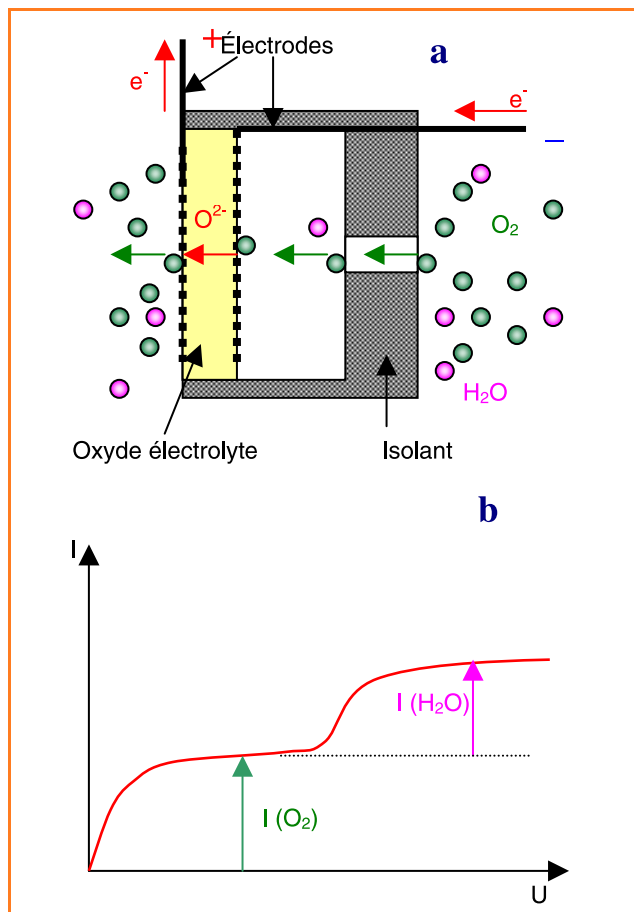 +
Électrodes
a
e-
e-
–
O2-
O2
H2O
Oxyde électrolyte
Isolant
b
I
I (H2O)
I (O2)
U